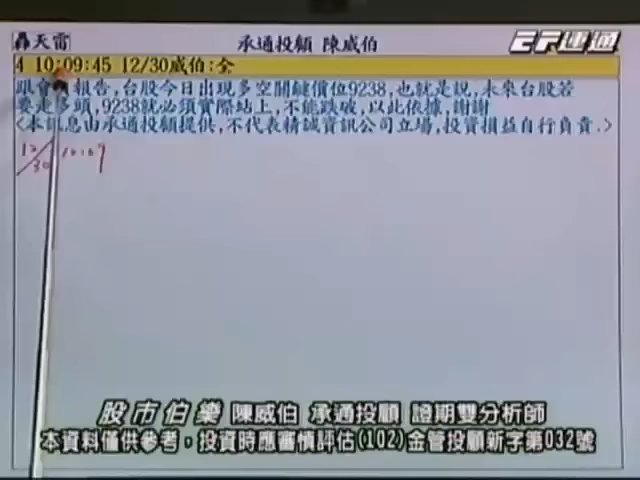 轟天雷 承通投顧 陳威伯 EF速通
4 10:09:45 12/30威伯:全
跟會 報告,台股今日出現多空關鍵價位9238,也就是說,未來台股若
要走多頭,9238就必須實際站上,不能跌破,以此依據,謝謝
<本訊息由承通投顧提供,不代表精誠資訊公司立場,投資損益自行負責.>
12/30 10:09
股市伯樂 陳威伯 承通投顧 證期雙分析師
本資料僅供參考，投資時應審慎評估(102)金管投顧新字第032號